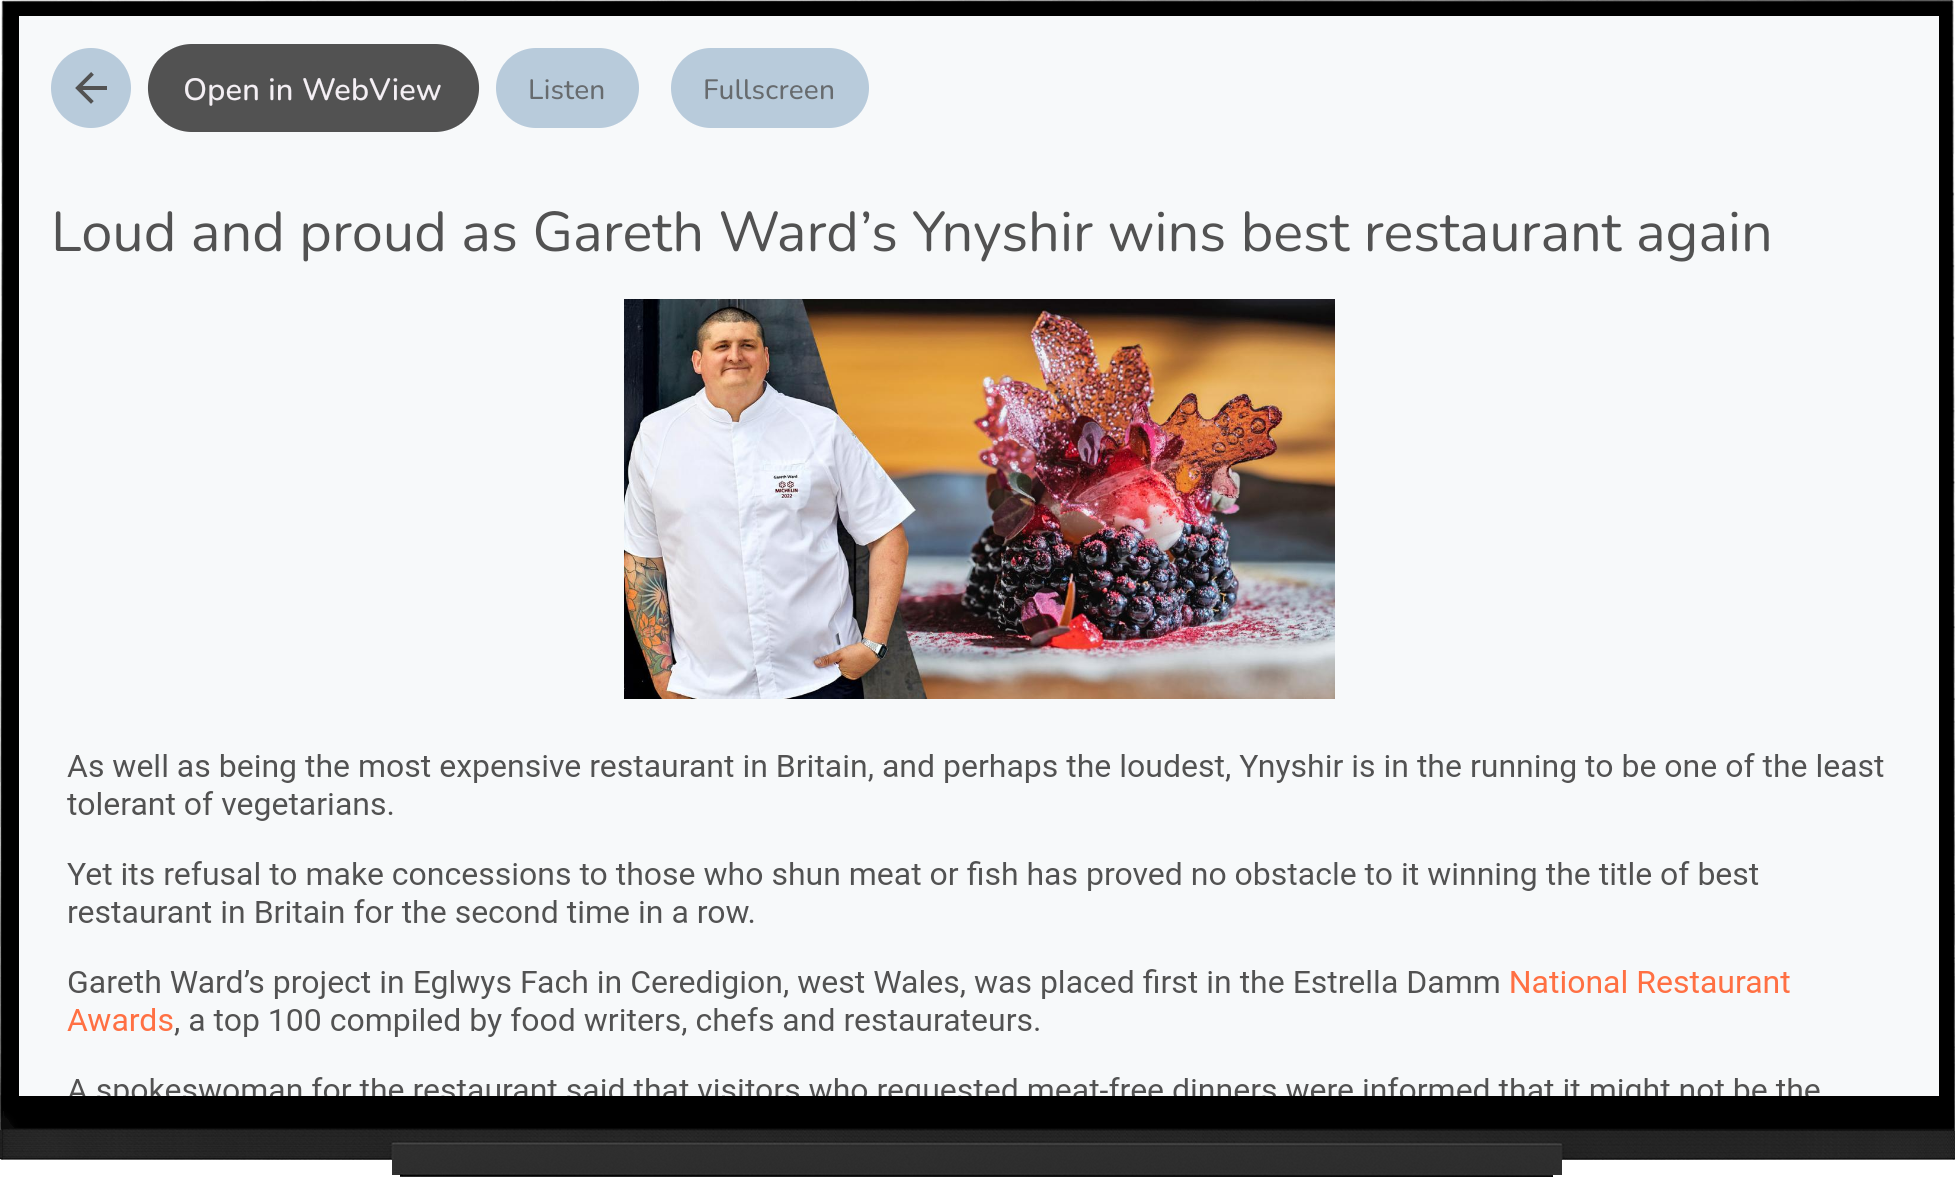 Open in WebView
Listen
Fullscreen
Loud and proud as Gareth Ward’s Ynyshir wins best restaurant again
Gareth Ward
MICHELIN
2022
As well as being the most expensive restaurant in Britain, and perhaps the loudest, Ynyshir is in the running to be one of the least
tolerant of vegetarians.
Yet its refusal to make concessions to those who shun meat or fish has proved no obstacle to it winning the title of best
restaurant in Britain for the second time in a row.
Gareth Ward’s project in Eglwys Fach in Ceredigion, west Wales, was placed first in the Estrella Damm National Restaurant
Awards, a top 100 compiled by food writers, chefs and restaurateurs.
A spokeswoman for the restaurant said that visitors who requested meat-free dinners were informed that it might not be the